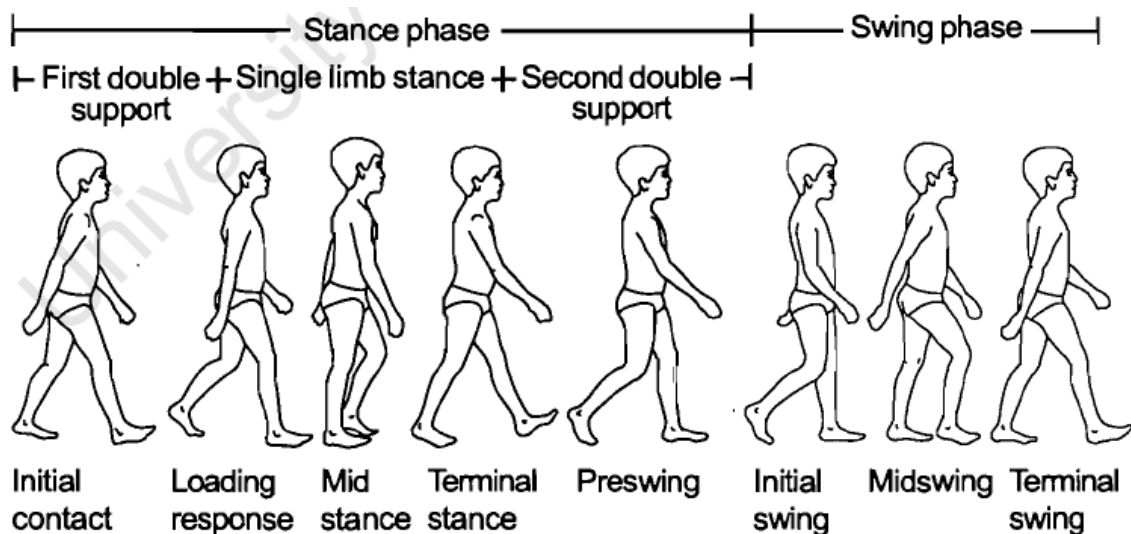 Stance phase
Swing phase
First double support
Single limb stance
Second double support
Initial contact
Loading response
Mid stance
Terminal stance
Preswing
Initial swing
Midswing
Terminal swing
University